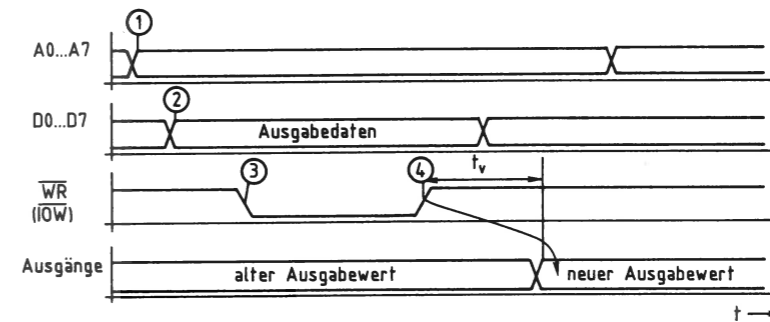 ①
A0...A7
②
D0...D7
Ausgabedaten
③
④
tv
WR
(IOW)
Ausgänge
alter Ausgabewert
neuer Ausgabewert
t